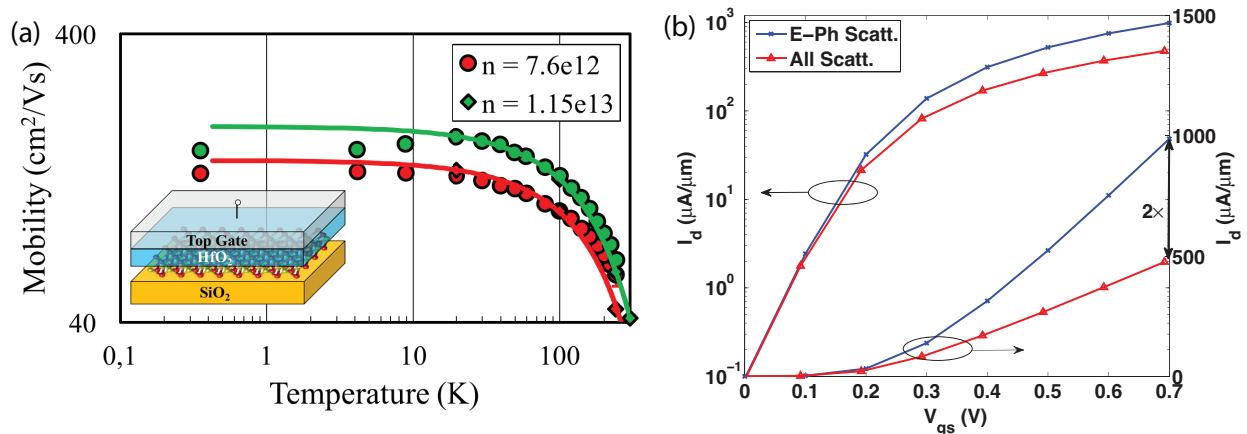 (a)
400
40
Mobility (cm²/Vs)
n = 7.6e12
n = 1.15e13
Top Gate
HfO₂
SiO₂
0,1
1
10
100
Temperature (K)
(b)
E−Ph Scatt.
All Scatt.
10³
10²
10¹
10⁰
10⁻¹
I_d (μA/μm)
1500
1000
500
0
I_d (μA/μm)
2×
0
0.1
0.2
0.3
0.4
0.5
0.6
0.7
7
V_gs (V)